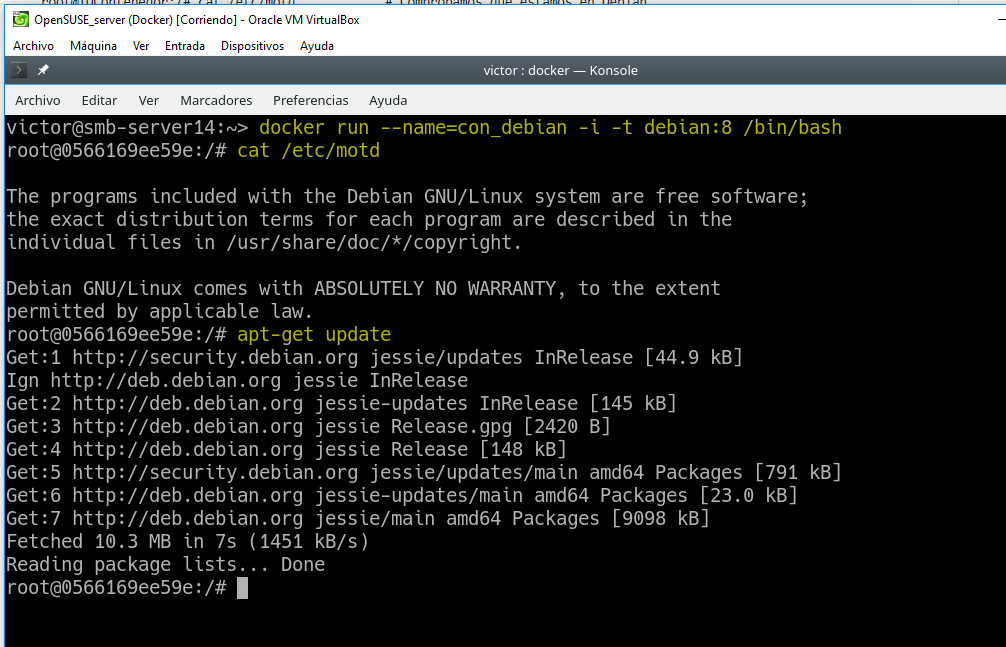 root@IDContenedor:/# cat /etc/motd # Comprobamos que estamos en Debian
OpenSUSE_server (Docker) [Corriendo] - Oracle VM VirtualBox
Archivo Máquina Ver Entrada Dispositivos Ayuda
victor : docker — Konsole
Archivo Editar Ver Marcadores Preferencias Ayuda
victor@smb-server14:~> docker run --name=con_debian -i -t debian:8 /bin/bash
root@0566169ee59e:/# cat /etc/motd
The programs included with the Debian GNU/Linux system are free software;
the exact distribution terms for each program are described in the
individual files in /usr/share/doc/*/copyright.
Debian GNU/Linux comes with ABSOLUTELY NO WARRANTY, to the extent
permitted by applicable law.
root@0566169ee59e:/# apt-get update
Get:1 http://security.debian.org jessie/updates InRelease [44.9 kB]
Ign http://deb.debian.org jessie InRelease
Get:2 http://deb.debian.org jessie-updates InRelease [145 kB]
Get:3 http://deb.debian.org jessie Release.gpg [2420 B]
Get:4 http://deb.debian.org jessie Release [148 kB]
Get:5 http://security.debian.org jessie/updates/main amd64 Packages [791 kB]
Get:6 http://deb.debian.org jessie-updates/main amd64 Packages [23.0 kB]
Get:7 http://deb.debian.org jessie/main amd64 Packages [9098 kB]
Fetched 10.3 MB in 7s (1451 kB/s)
Reading package lists... Done
root@0566169ee59e:/#